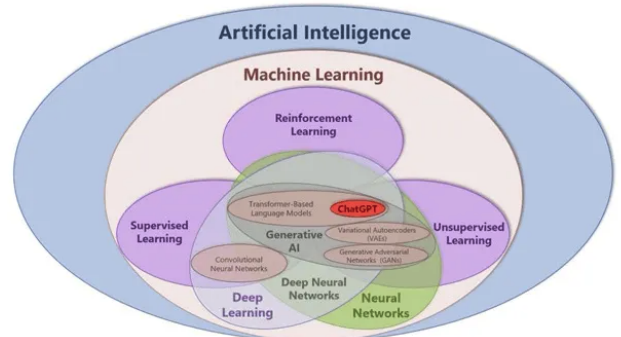 Artificial Intelligence
Machine Learning
Reinforcement
Learning
Transformer-Based
Language Models
ChatGPT
Supervised
Learning
Generative
AI
Variational Autoencoders
(VAEs)
Unsupervised
Learning
Convolutional
Neural Networks
Generative Adversarial
Networks (GANs)
Deep Neural
Networks
Deep
Learning
Neural
Networks